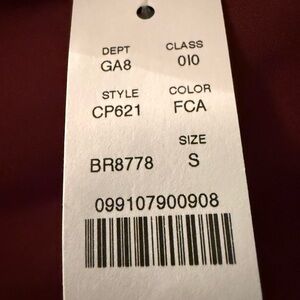 DEPT CLASS
GA8 010
STYLE COLOR
CP621 FCA
SIZE
BR8778 S
099107900908